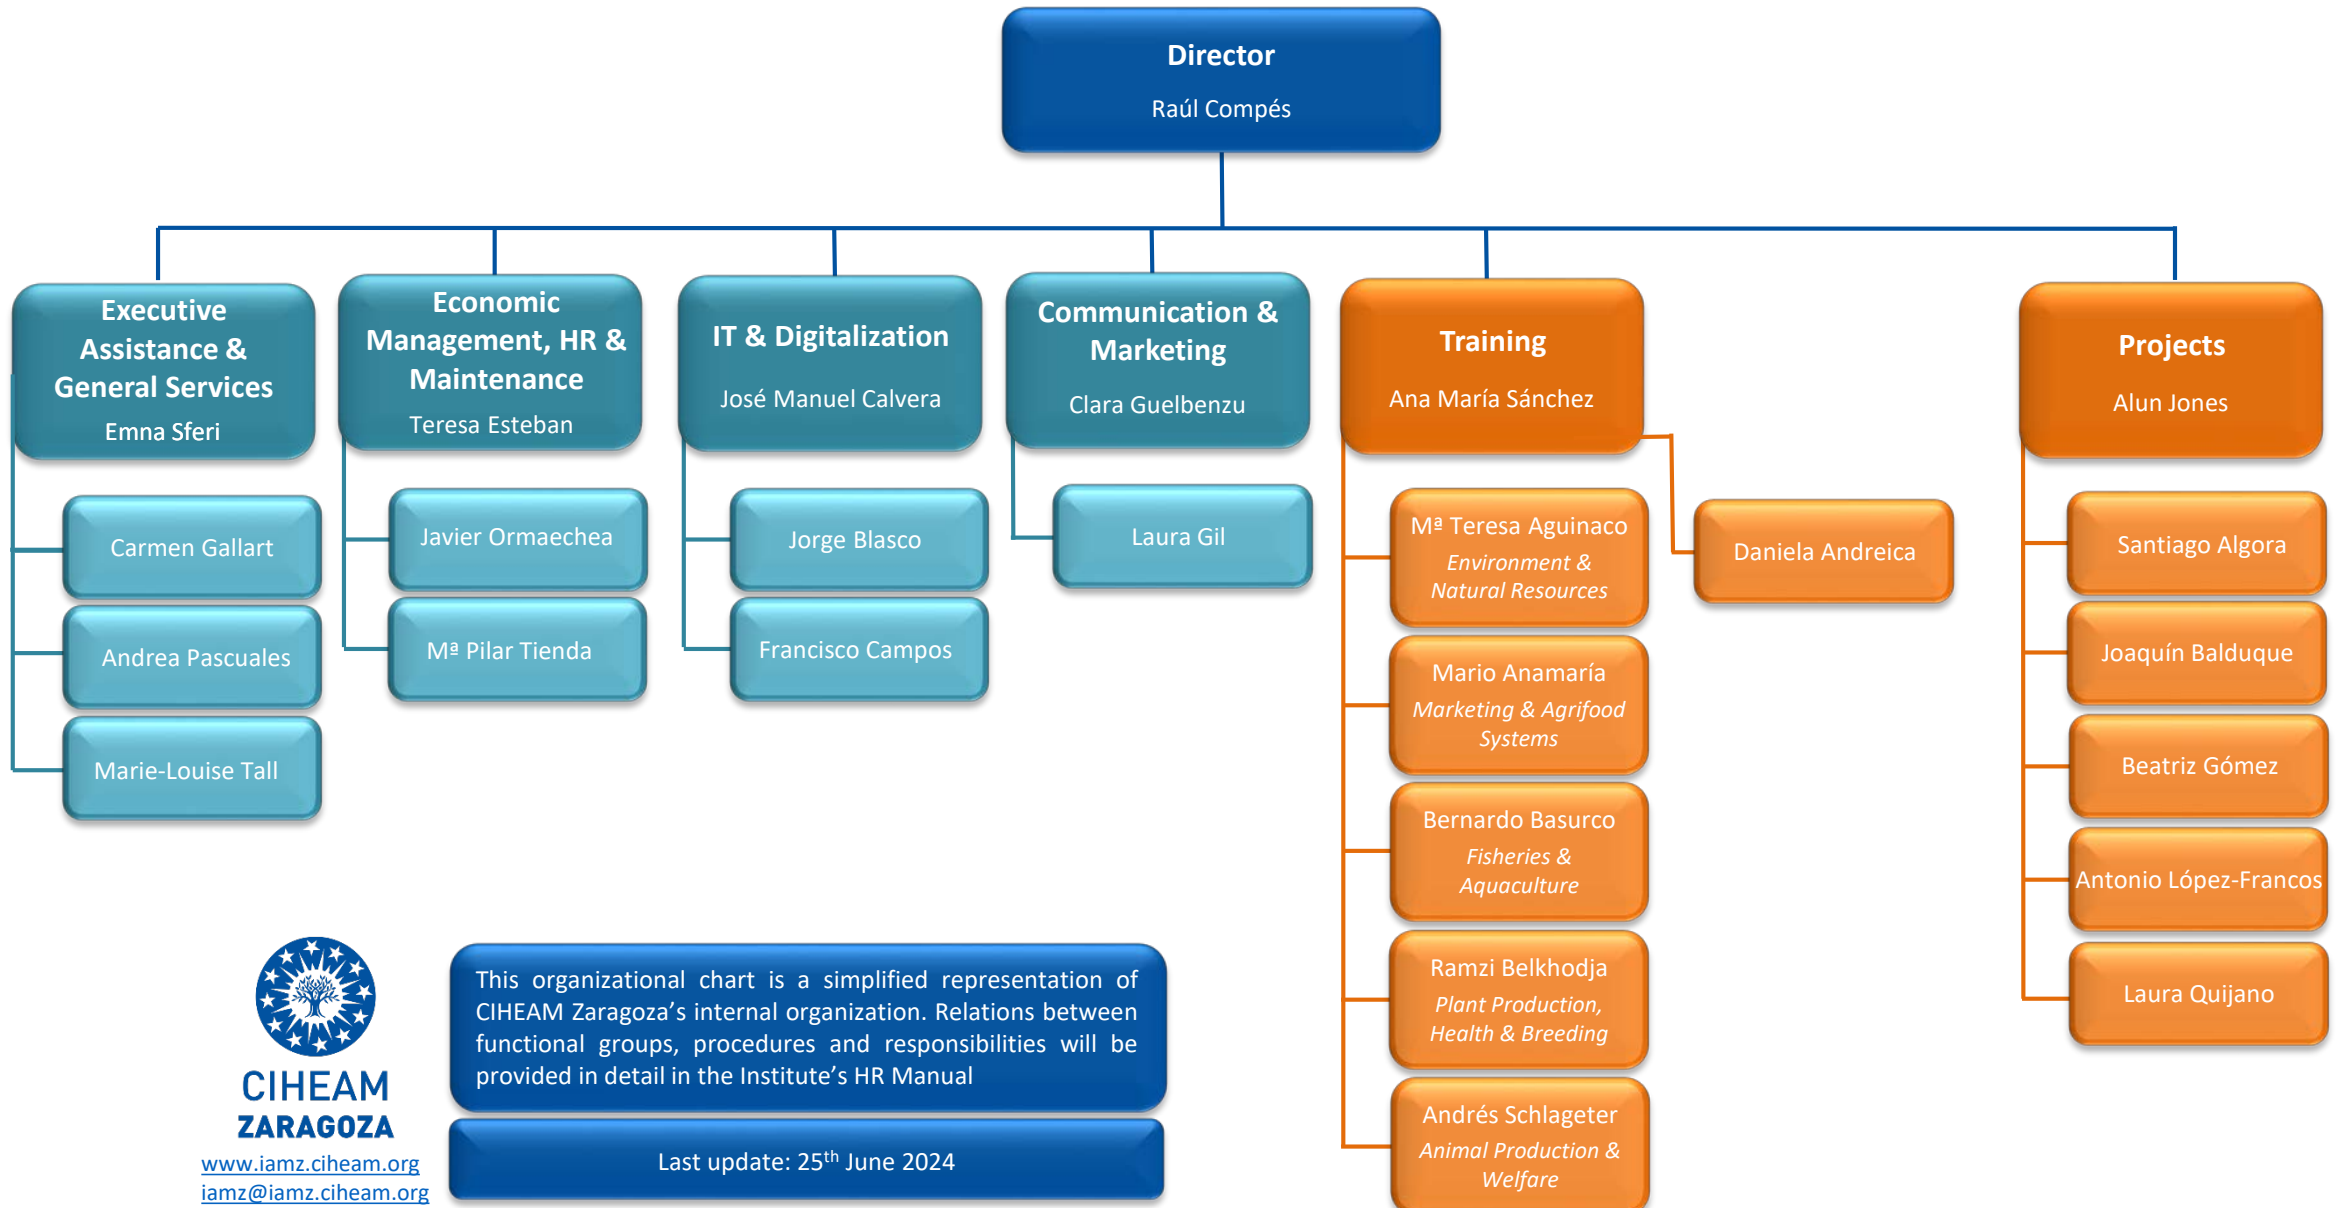 Director
Raúl Compés
Executive
Assistance &
General Services
Emna Sferi
Carmen Gallart
Andrea Pascuales
Marie-Louise Tall
Economic
Management, HR &
Maintenance
Teresa Esteban
Javier Ormaechea
Mª Pilar Tienda
IT & Digitalization
José Manuel Calvera
Jorge Blasco
Francisco Campos
Communication &
Marketing
Clara Guelbenzu
Laura Gil
Training
Ana María Sánchez
Mª Teresa Aguinaco
Environment &
Natural Resources
Mario Anamaría
Marketing & Agrifood
Systems
Bernardo Basurco
Fisheries &
Aquaculture
Ramzi Belkhodja
Plant Production,
Health & Breeding
Andrés Schlageter
Animal Production &
Welfare
Daniela Andreica
Projects
Alun Jones
Santiago Algora
Joaquín Balduque
Beatriz Gómez
Antonio López-Francos
Laura Quijano
CIHEAM
ZARAGOZA
www.iamz.ciheam.org
iamz@iamz.ciheam.org
This organizational chart is a simplified representation of
CIHEAM Zaragoza’s internal organization. Relations between
functional groups, procedures and responsibilities will be
provided in detail in the Institute’s HR Manual
Last update: 25th June 2024